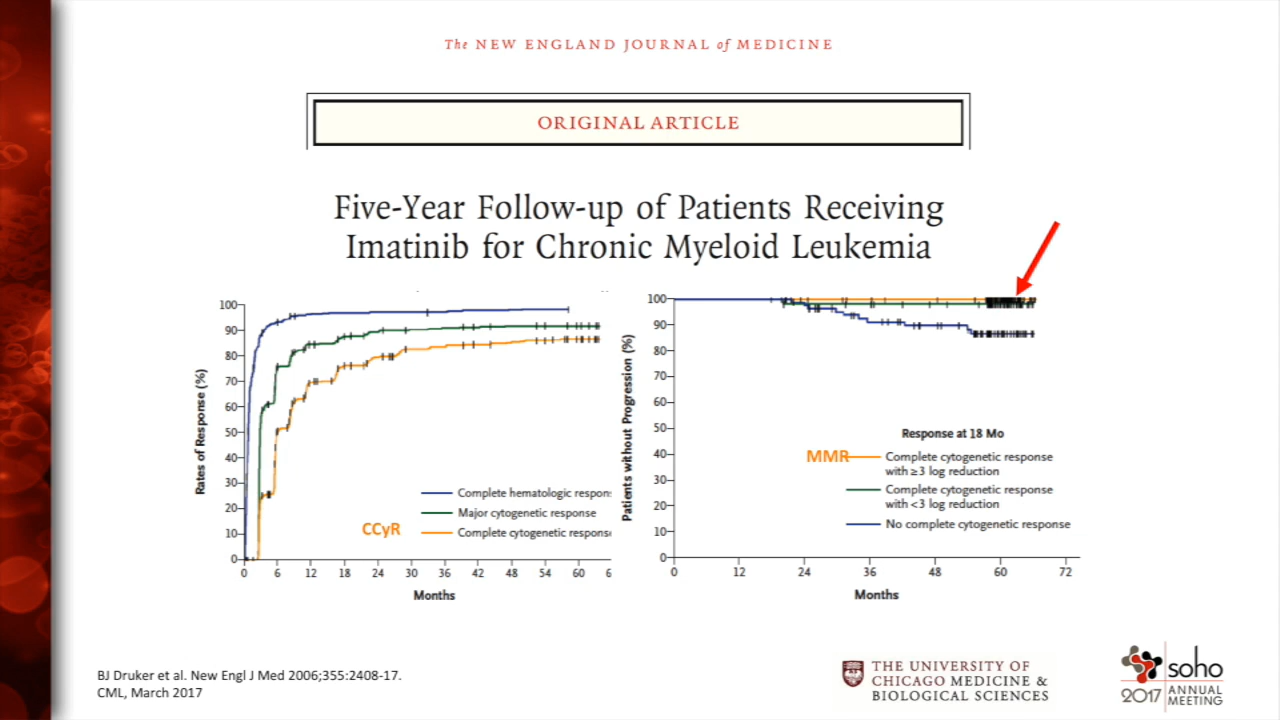 The NEW ENGLAND JOURNAL of MEDICINE
ORIGINAL ARTICLE
Five-Year Follow-up of Patients Receiving
Imatinib for Chronic Myeloid Leukemia
Rates of Response (%)
100
90
80
70
60
50
40
30
20
10
0
0 6 12 18 24 30 36 42 48 54 60 6
Months
Complete hematologic respon
Major cytogenetic response
CCyR
Complete cytogenetic response
Patients without Progression (%)
100
90
80
70
60
50
40
30
20
10
0
0 12 24 36 48 60 72
Months
Response at 18 Mo
MMR
Complete cytogenetic response
with ≥3 log reduction
Complete cytogenetic response
with <3 log reduction
No complete cytogenetic response
BJ Druker et al. New Engl J Med 2006;355:2408-17.
CML, March 2017
THE UNIVERSITY OF
CHICAGO MEDICINE &
BIOLOGICAL SCIENCES
soho
2017 ANNUAL
MEETING